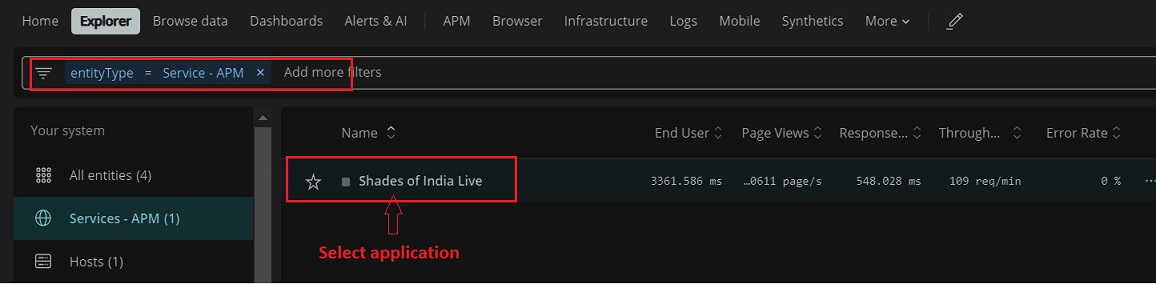 Home Explorer Browse data Dashboards Alerts & AI APM Browser Infrastructure Logs Mobile Synthetics More
entityType = Service - APM × Add more filters
Your system
Name End User Page Views Response... Through... Error Rate
All entities (4)
Shades of India Live 3361.586 ms …0611 page/s 548.028 ms 109 req/min 0 % ...
Services - APM (1)
Select application
Hosts (1)